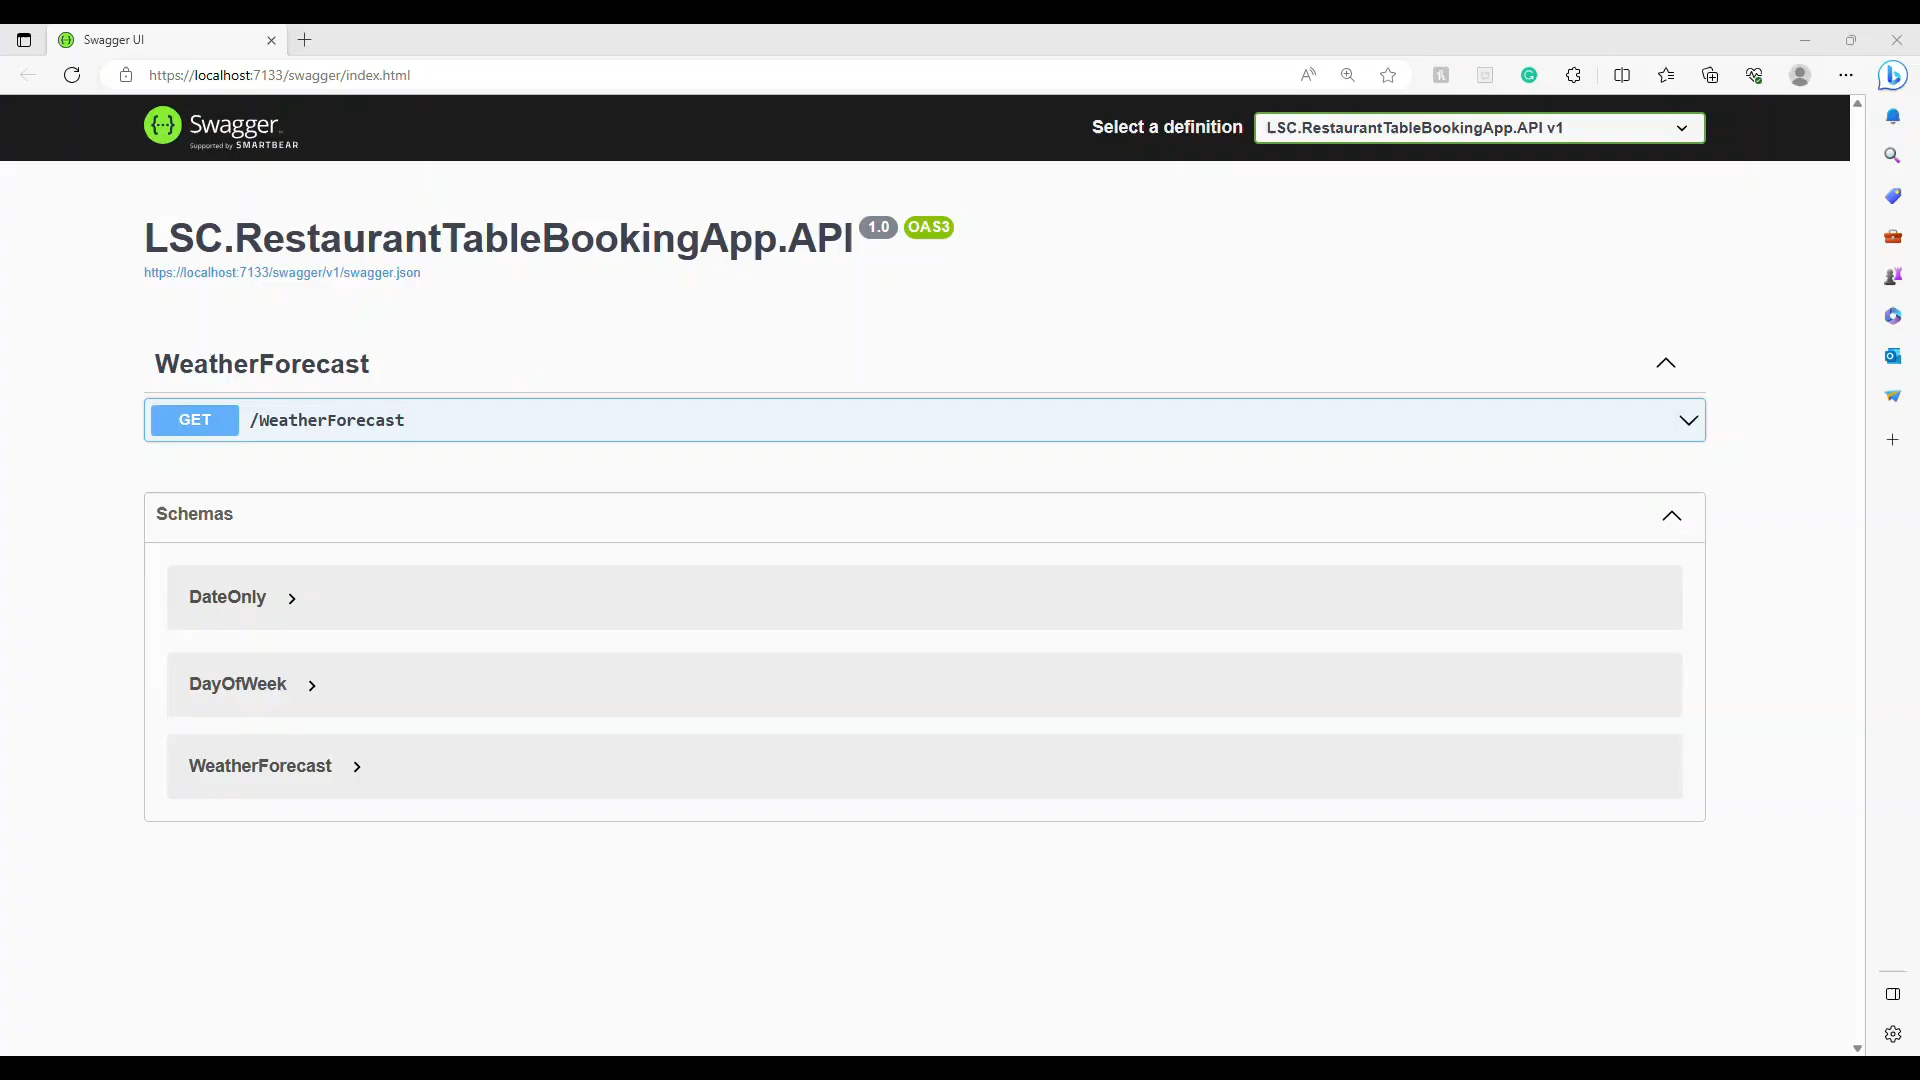 Swagger UI
https://localhost:7133/swagger/index.html
Swagger
Supported by SMARTBEAR
Select a definition
LSC.RestaurantTableBookingApp.API v1
LSC.RestaurantTableBookingApp.API 1.0 OAS3
https://localhost:7133/swagger/v1/swagger.json
WeatherForecast
GET /WeatherForecast
Schemas
DateOnly
DayOfWeek
WeatherForecast